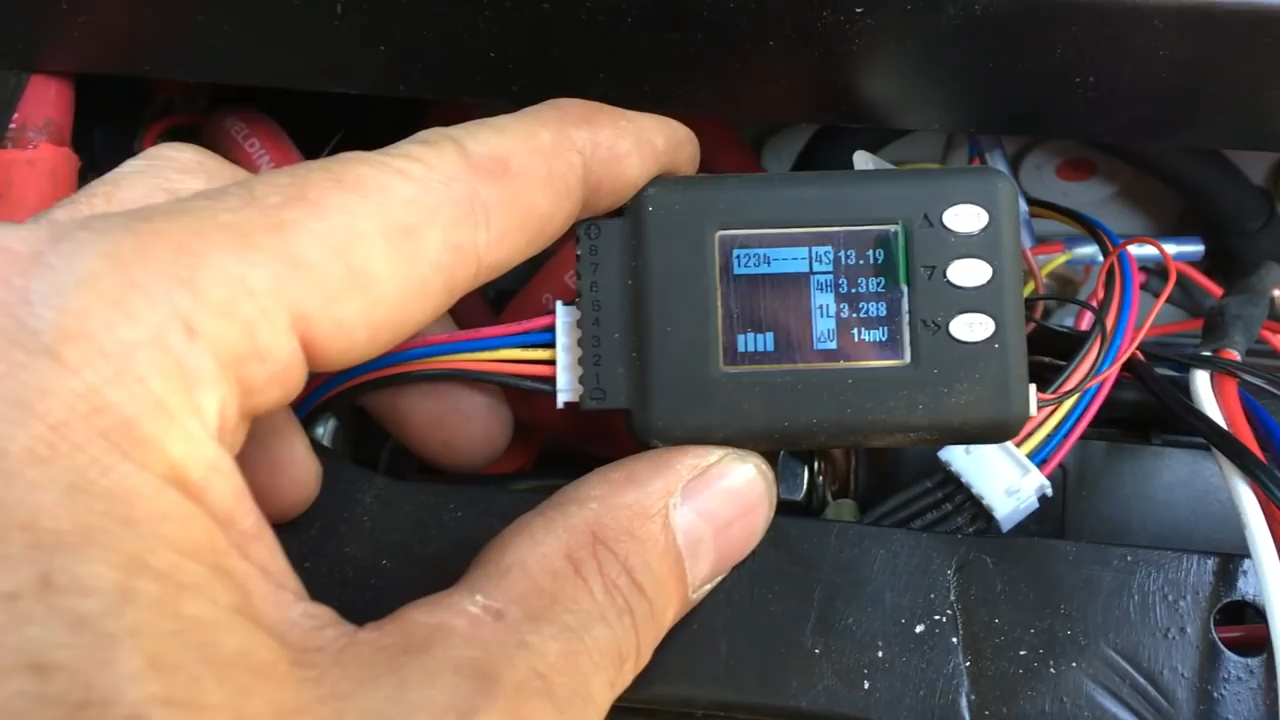 WELDIN
8
7
6
5
4
3
2
1
1234---- 4S 13.19
4H 3.302
1L 3.288
△V 14mV